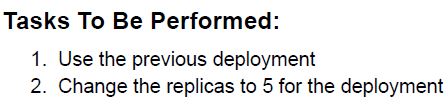 Tasks To Be Performed:
1. Use the previous deployment
2. Change the replicas to 5 for the deployment